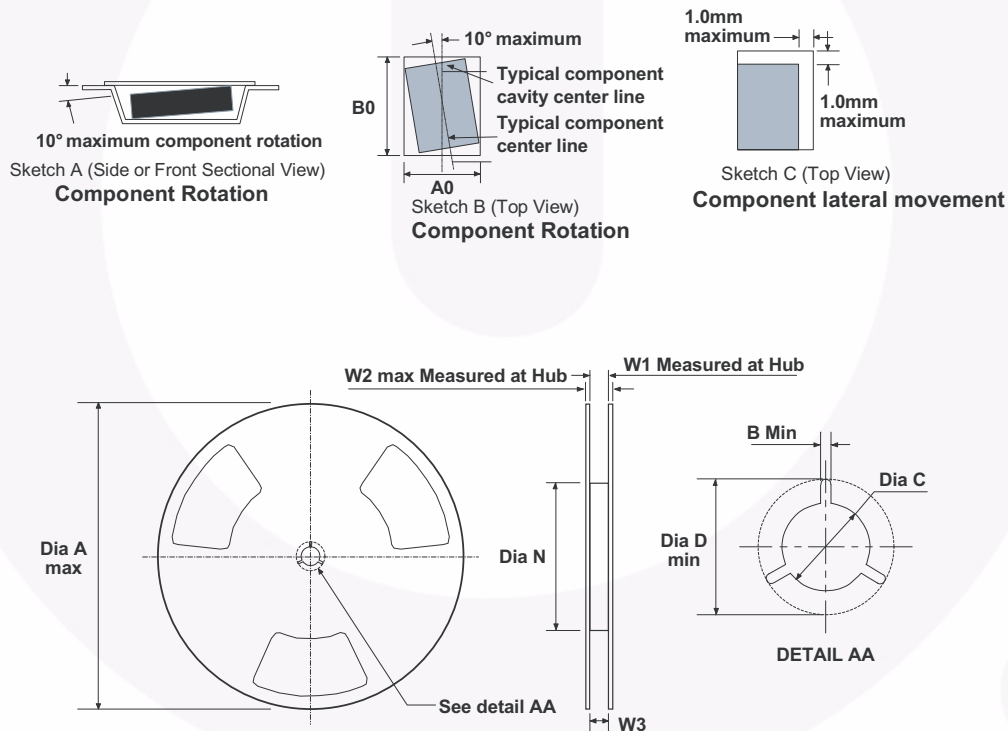 10° maximum component rotation
Sketch A (Side or Front Sectional View)
Component Rotation
10° maximum
Typical component
cavity center line
Typical component
center line
B0
A0
Sketch B (Top View)
Component Rotation
1.0mm
maximum
1.0mm
maximum
Sketch C (Top View)
Component lateral movement
W2 max Measured at Hub
W1 Measured at Hub
Dia A
max
Dia N
See detail AA
W3
B Min
Dia C
Dia D
min
DETAIL AA